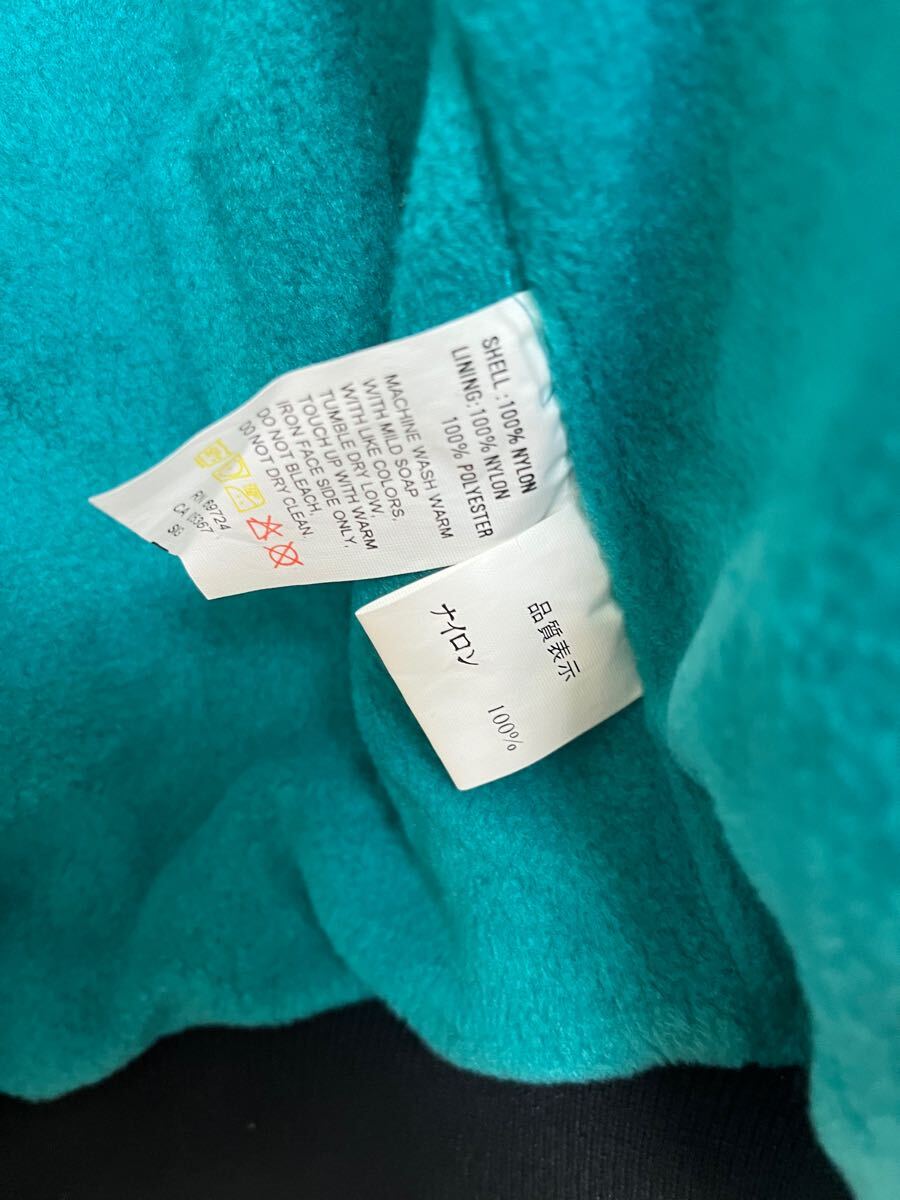 SHELL : 100% NYLON
LINING: 100% NYLON
100% POLYESTER
MACHINE WASH WARM
WITH MILD SOAP
WITH LIKE COLORS.
TUMBLE DRY LOW.
TOUCH UP WITH WARM
IRON FACE SIDE ONLY.
DO NOT BLEACH.
DO NOT DRY CLEAN.
品質表示
ナイロン 100%